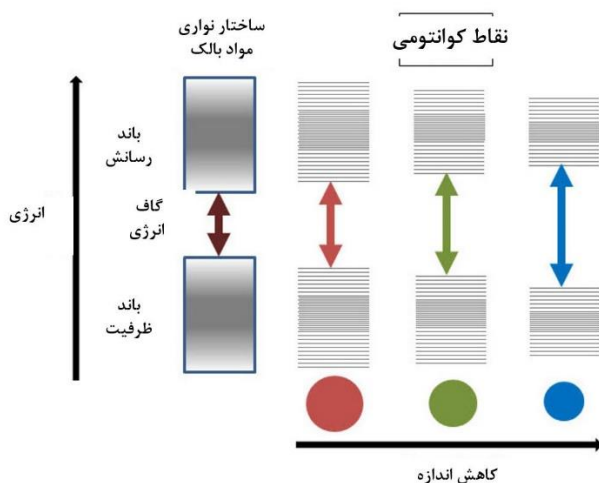 نقاط کوانتومی
ساختار نواری
مواد بالک
باند
رسانش
گاف
انرژی
انرژی
باند
ظرفیت
کاهش اندازه